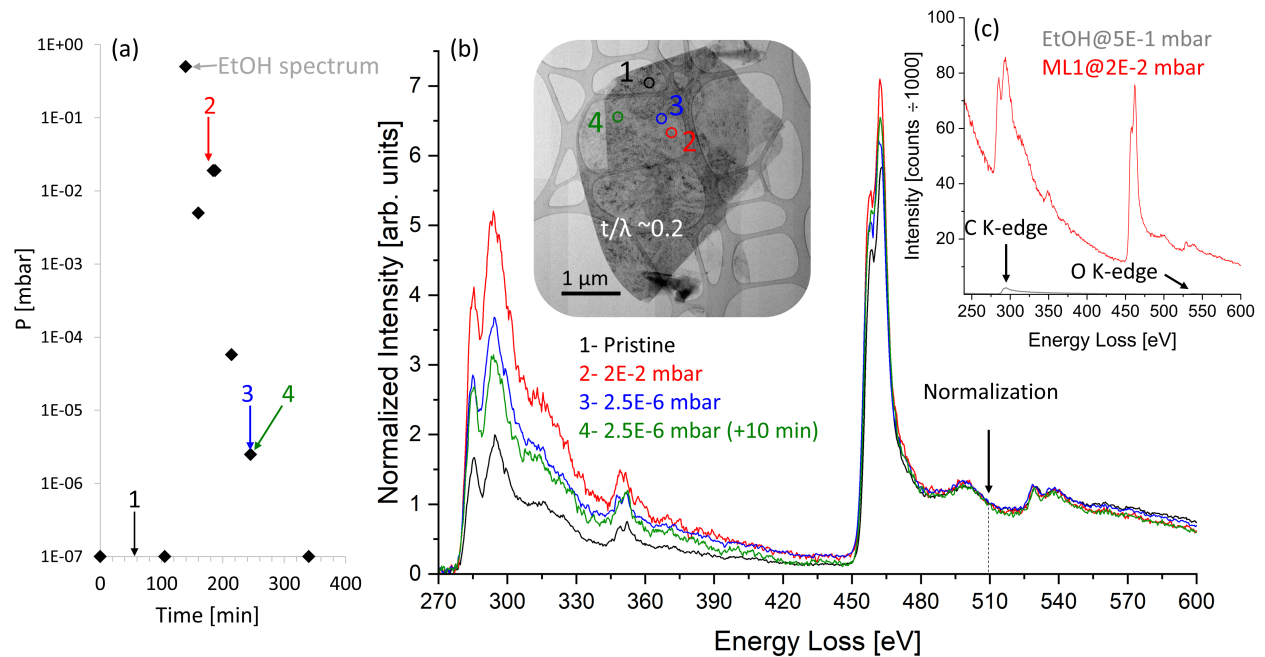 (a)
P [mbar]
1E+00
1E-01
1E-02
1E-03
1E-04
1E-05
1E-06
1E-07
EtOH spectrum
2
3
4
1
0
100
200
300
400
Time [min]
(b)
Normalized Intensity [arb. units]
7
6
5
4
3
2
1
0
1
3
4
2
t/λ ~0.2
1 μm
1- Pristine
2- 2E-2 mbar
3- 2.5E-6 mbar
4- 2.5E-6 mbar (+10 min)
Normalization
270
300
330
360
390
420
450
480
510
540
570
600
Energy Loss [eV]
(c)
Intensity [counts ÷ 1000]
100
80
60
40
20
EtOH@5E-1 mbar
ML1@2E-2 mbar
C K-edge
O K-edge
250
300
350
400
450
500
550
600
Energy Loss [eV]